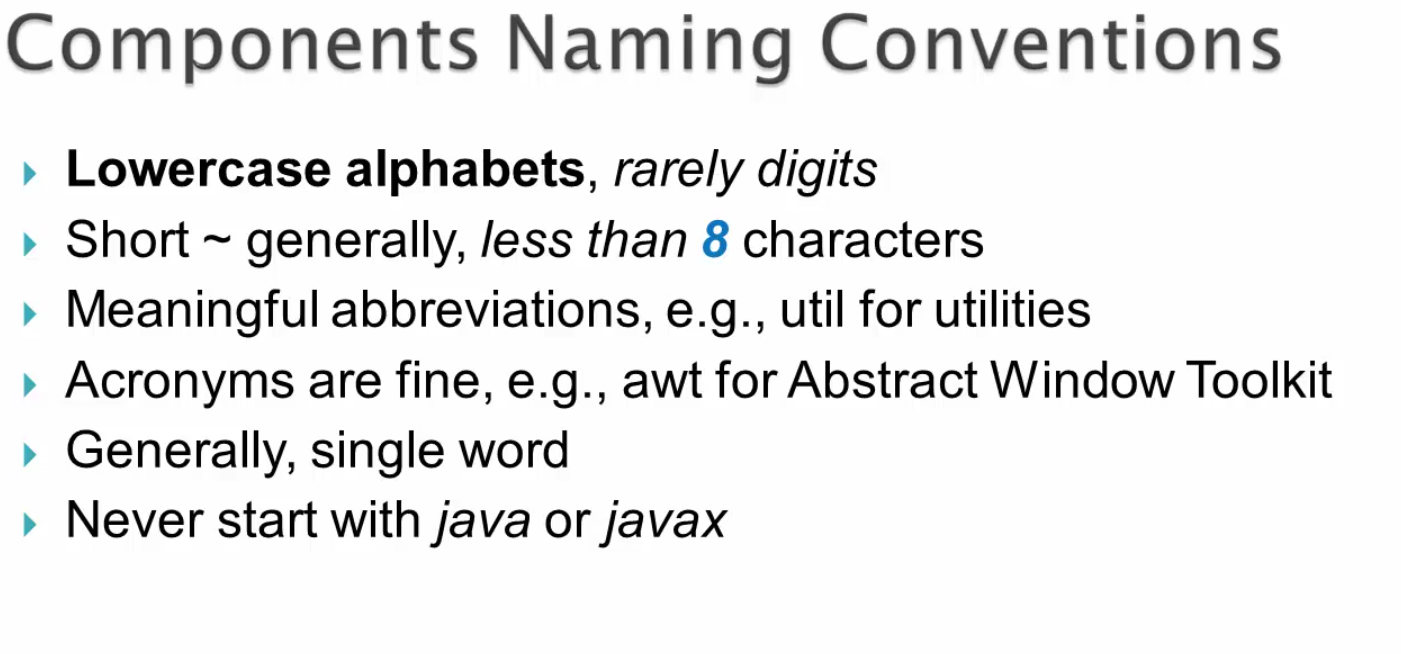 Components Naming Conventions
Lowercase alphabets, rarely digits
Short ~ generally, less than 8 characters
Meaningful abbreviations, e.g., util for utilities
Acronyms are fine, e.g., awt for Abstract Window Toolkit
Generally, single word
Never start with java or javax